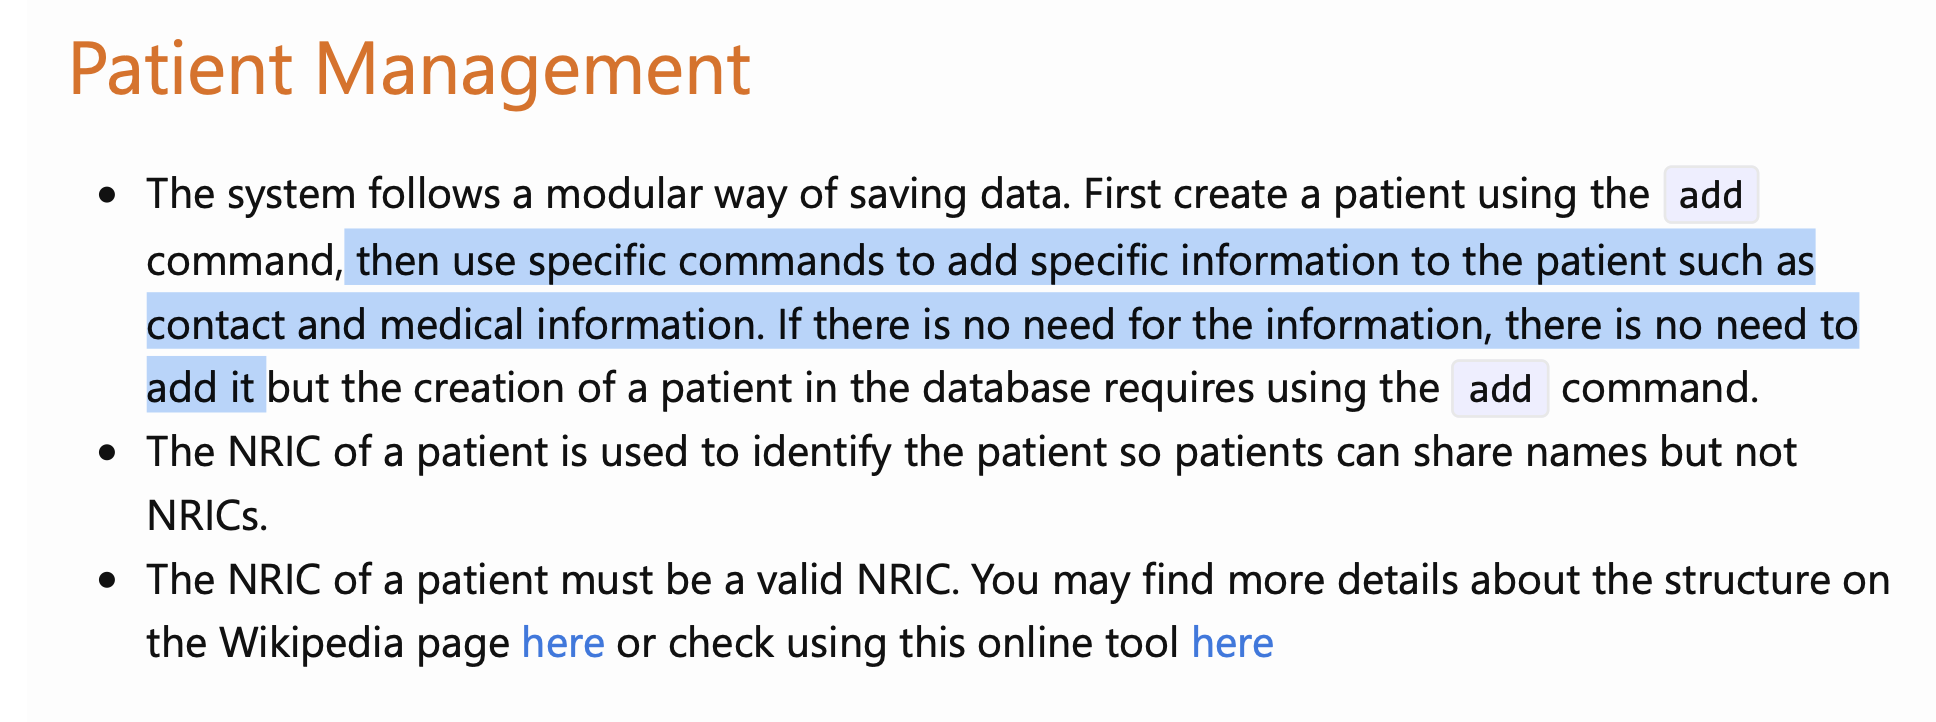 Patient Management
• The system follows a modular way of saving data. First create a patient using the add
command, then use specific commands to add specific information to the patient such as
contact and medical information. If there is no need for the information, there is no need to
add it but the creation of a patient in the database requires using the add command.
• The NRIC of a patient is used to identify the patient so patients can share names but not
NRICs.
• The NRIC of a patient must be a valid NRIC. You may find more details about the structure on
the Wikipedia page here or check using this online tool here